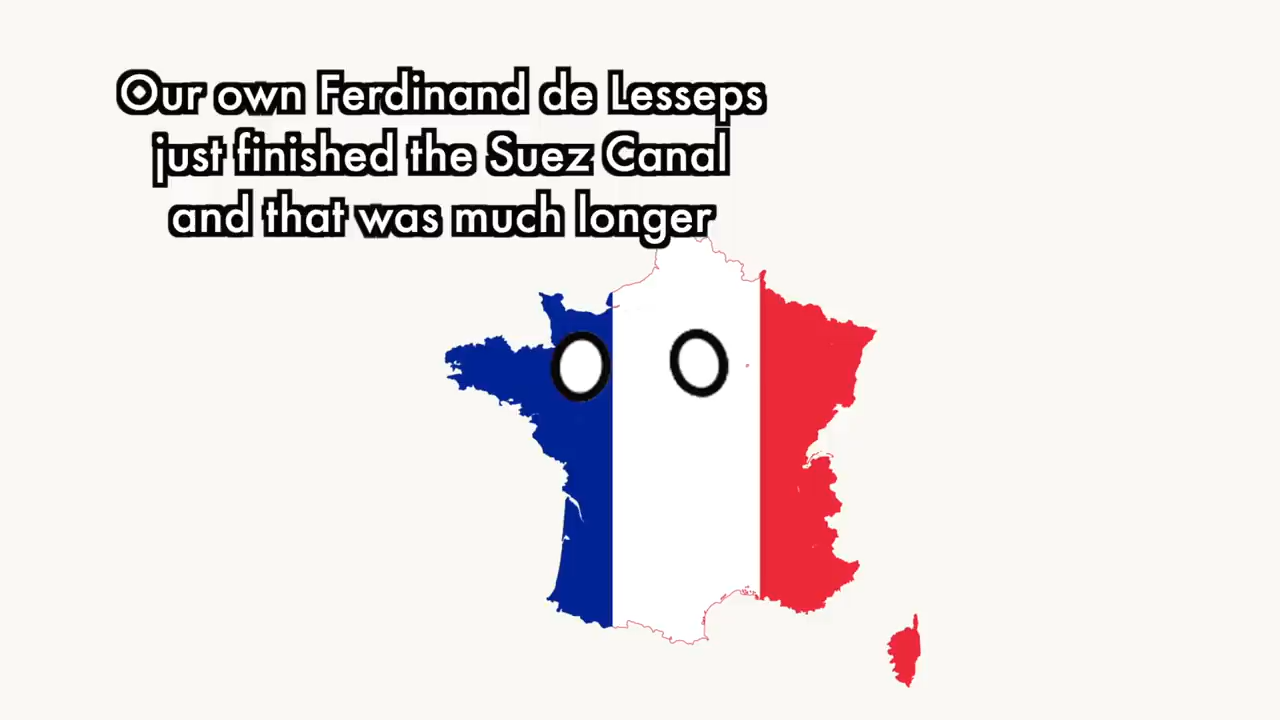 Our own Ferdinand de Lesseps
just finished the Suez Canal
and that was much longer